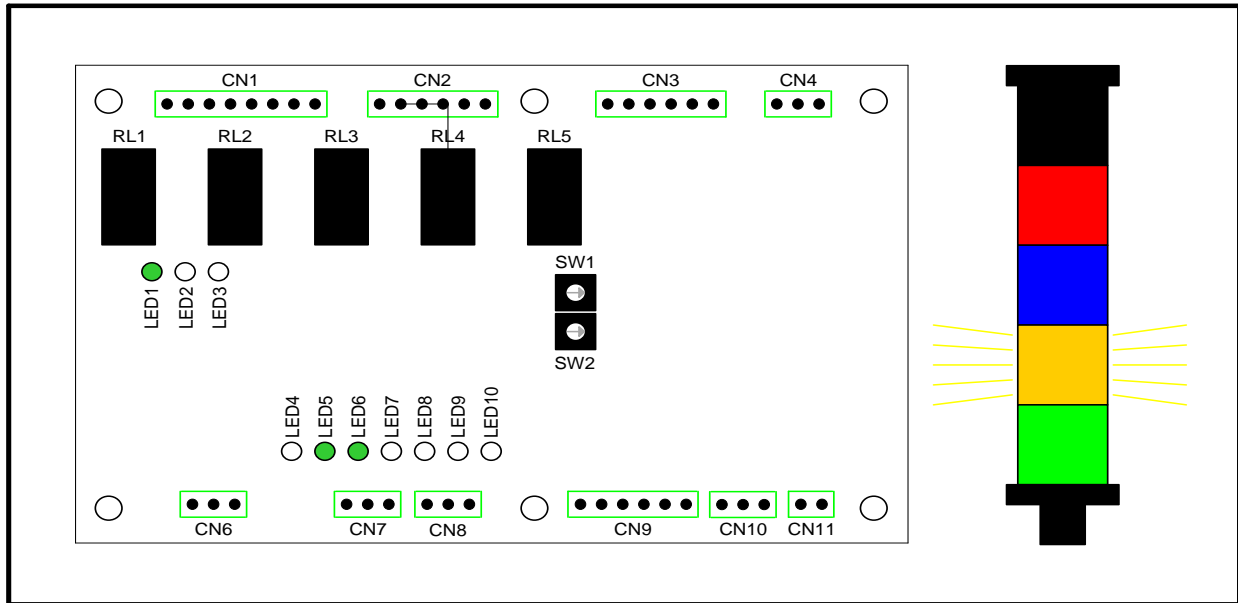 CN1 CN2 CN3 CN4
RL1 RL2 RL3 RL4 RL5
SW1
LED1 LED2 LED3
SW2
LED4 LED5 LED6 LED7 LED8 LED9 LED10
CN6 CN7 CN8 CN9 CN10 CN11